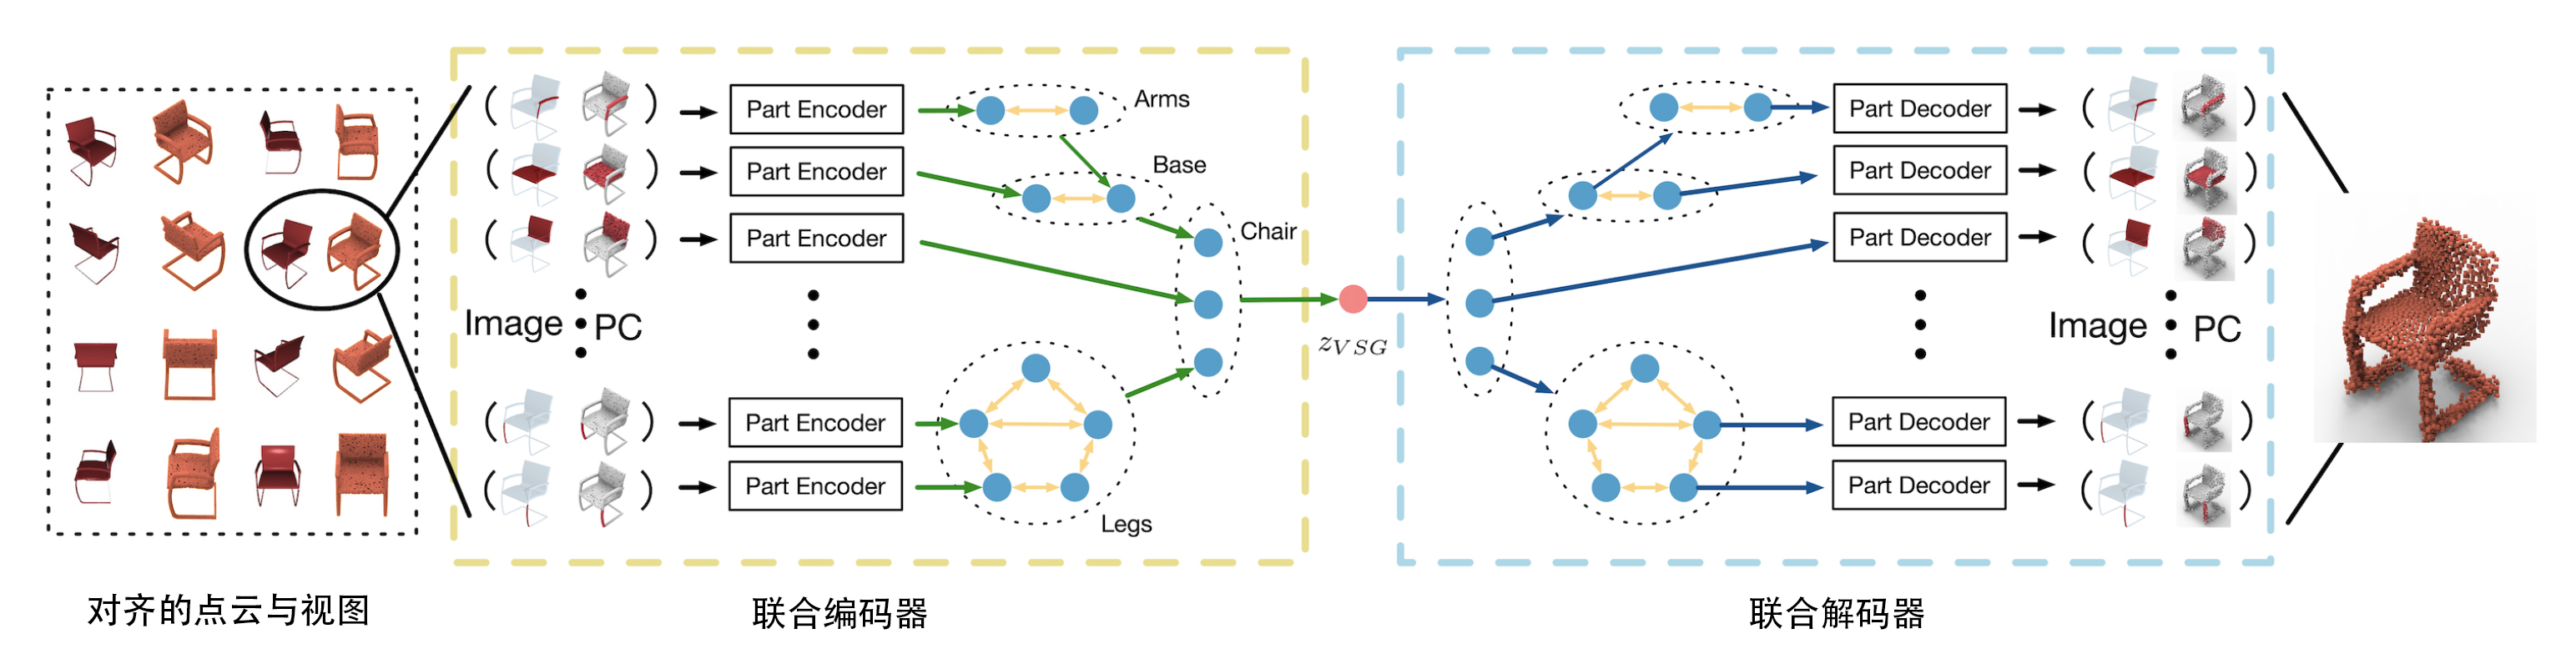 Part Encoder
Part Encoder
Part Encoder
Part Encoder
Part Encoder
Arms
Base
Chair
Legs
Image
PC
z_{VSG}
Part Decoder
Part Decoder
Part Decoder
Part Decoder
Part Decoder
Image
PC
对齐的点云与视图
联合编码器
联合解码器